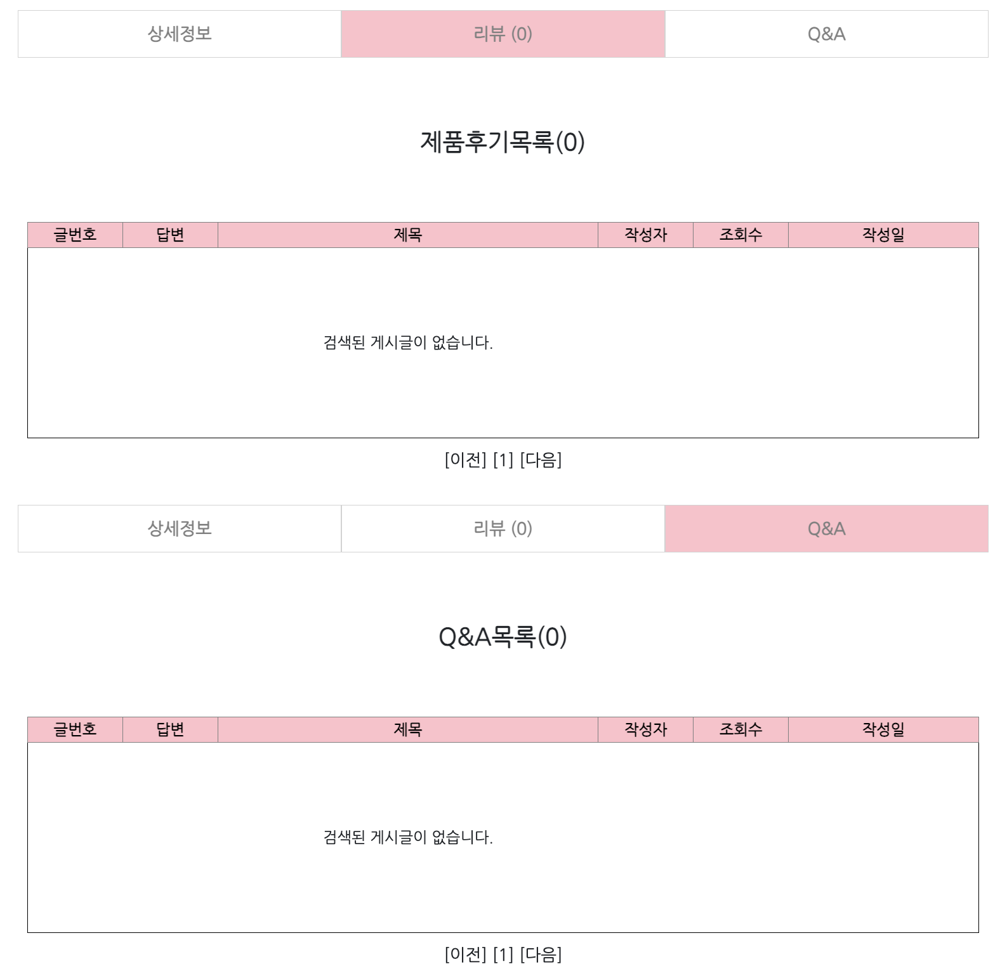 상세정보 리뷰 (0) Q&A
제품후기목록(0)
글번호 답변 제목 작성자 조회수 작성일
검색된 게시글이 없습니다.
[이전] [1] [다음]
상세정보 리뷰 (0) Q&A
Q&A목록(0)
글번호 답변 제목 작성자 조회수 작성일
검색된 게시글이 없습니다.
[이전] [1] [다음]